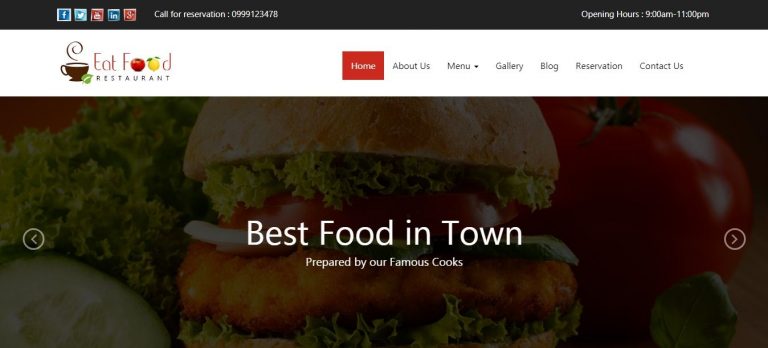 Call for reservation : 0999123478
Opening Hours : 9:00am-11:00pm
Eat Food
RESTAURANT
Home
About Us
Menu
Gallery
Blog
Reservation
Contact Us
Best Food in Town
Prepared by our Famous Cooks